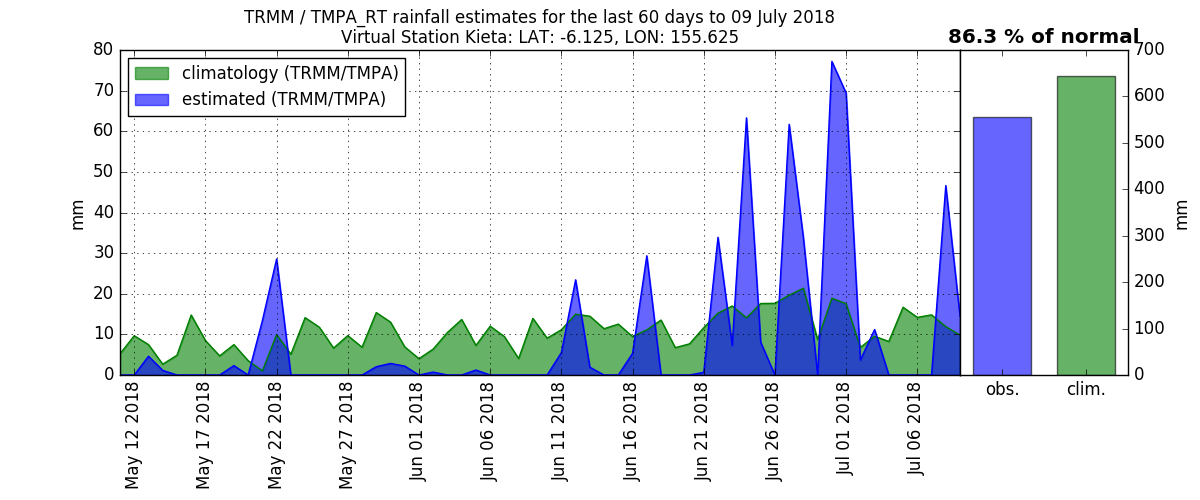 TRMM / TMPA_RT rainfall estimates for the last 60 days to 09 July 2018
Virtual Station Kieta: LAT: -6.125, LON: 155.625
86.3 % of normal
climatology (TRMM/TMPA)
estimated (TRMM/TMPA)
mm
80
70
60
50
40
30
20
10
0
May 12 2018
May 17 2018
May 22 2018
May 27 2018
Jun 01 2018
Jun 06 2018
Jun 11 2018
Jun 16 2018
Jun 21 2018
Jun 26 2018
Jul 01 2018
Jul 06 2018
obs.
clim.
700
600
500
400
300
200
100
0
mm